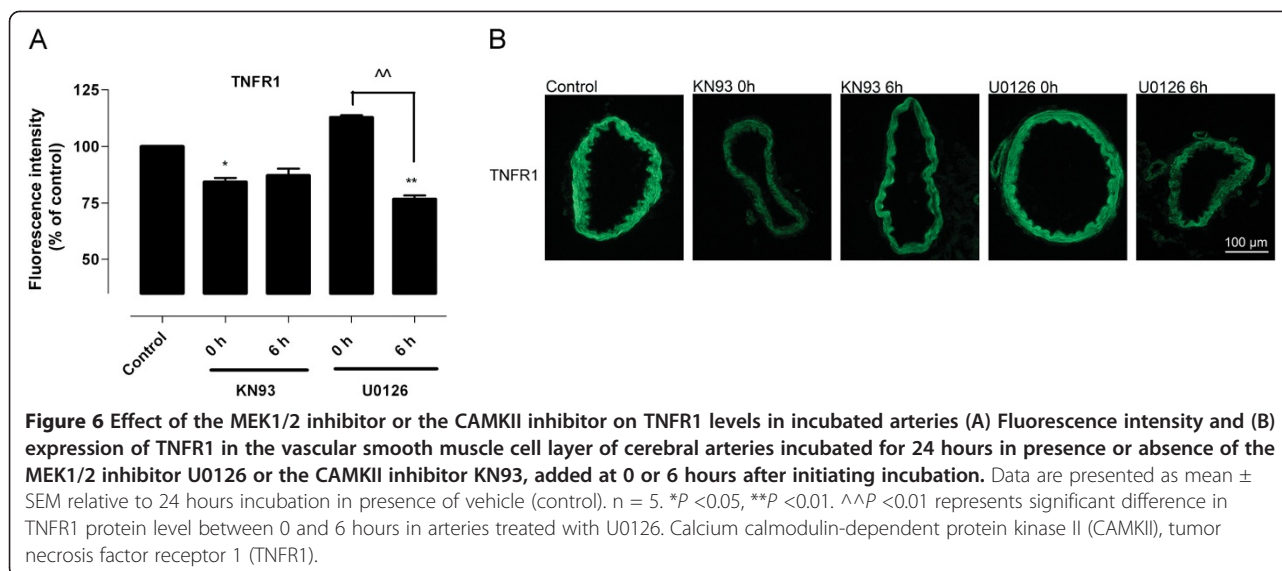 A
B
TNFR1
^^
125
100
75
50
*
**
Fluorescence intensity
(% of control)
Control
0 h
6 h
0 h
6 h
KN93
U0126
Control
KN93 0h
KN93 6h
U0126 0h
U0126 6h
TNFR1
100 µm
Figure 6 Effect of the MEK1/2 inhibitor or the CAMKII inhibitor on TNFR1 levels in incubated arteries (A) Fluorescence intensity and (B)
expression of TNFR1 in the vascular smooth muscle cell layer of cerebral arteries incubated for 24 hours in presence or absence of the
MEK1/2 inhibitor U0126 or the CAMKII inhibitor KN93, added at 0 or 6 hours after initiating incubation. Data are presented as mean ±
SEM relative to 24 hours incubation in presence of vehicle (control). n = 5. *P <0.05, **P <0.01. ^^P <0.01 represents significant difference in
TNFR1 protein level between 0 and 6 hours in arteries treated with U0126. Calcium calmodulin-dependent protein kinase II (CAMKII), tumor
necrosis factor receptor 1 (TNFR1).